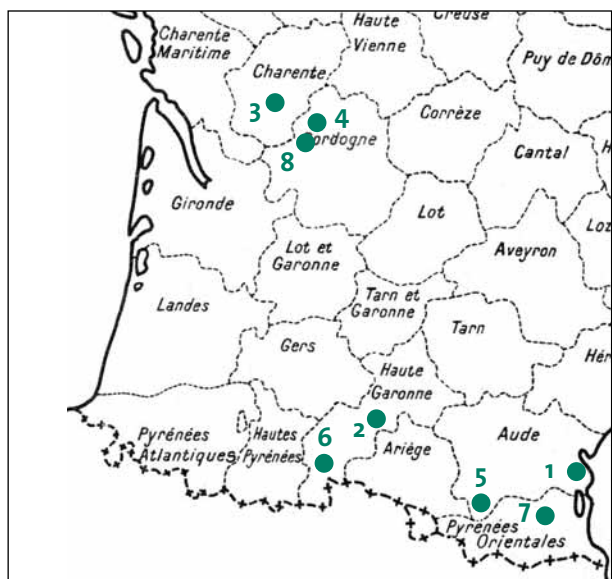 Charente
Maritime
Haute
Vienne
Creuse
Puy de Dôm
Charente
3
4
Dordogne
8
Corrèze
Cantal
H
Gironde
Lot
Loz
Lot et
Garonne
Aveyron
Landes
Tarn et
Garonne
Tarn
Gers
Hér
Haute
Garonne
Pyrénées
Atlantiques
Hautes
Pyrénées
6
2
Ariège
Aude
5
1
7
Pyrénées
Orientales